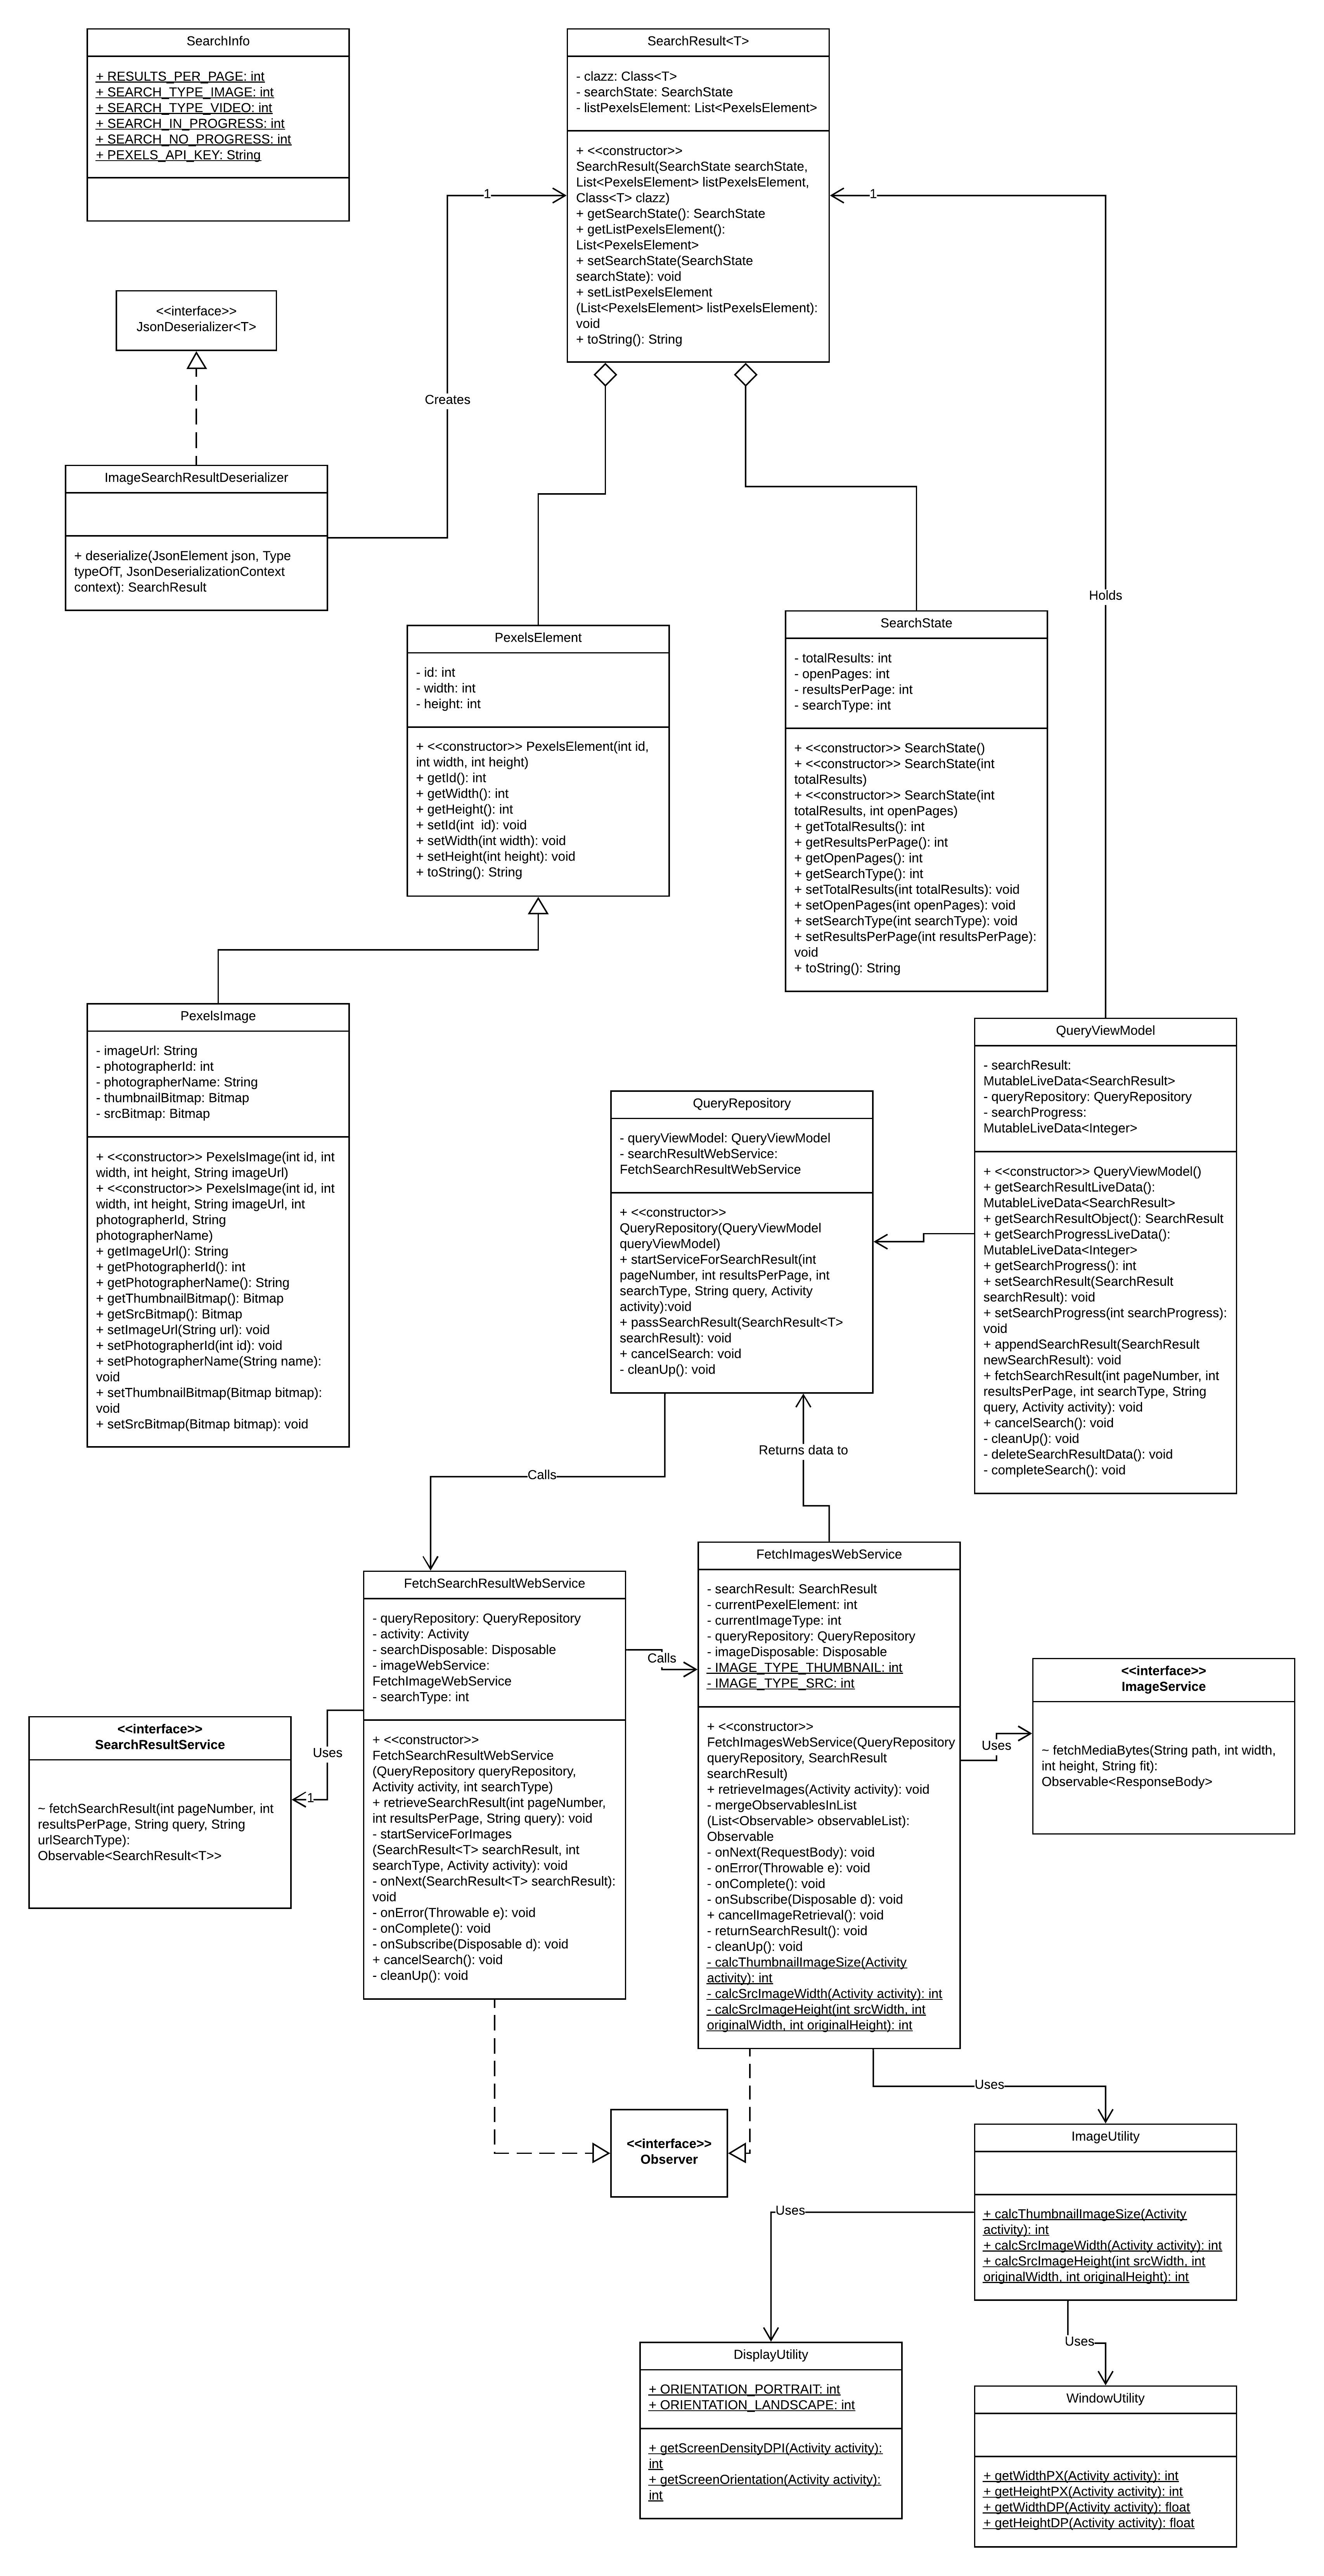 SearchInfo
+ RESULTS_PER_PAGE: int
+ SEARCH_TYPE_IMAGE: int
+ SEARCH_TYPE_VIDEO: int
+ SEARCH_IN_PROGRESS: int
+ SEARCH_NO_PROGRESS: int
+ PEXELS_API_KEY: String
SearchResult<T>
- clazz: Class<T>
- searchState: SearchState
- listPexelsElement: List<PexelsElement>
+ <<constructor>>
SearchResult(SearchState searchState,
List<PexelsElement> listPexelsElement,
Class<T> clazz)
+ getSearchState(): SearchState
+ getListPexelsElement():
List<PexelsElement>
+ setSearchState(SearchState
searchState): void
+ setListPexelsElement
(List<PexelsElement> listPexelsElement):
void
+ toString(): String
1
1
<<interface>>
JsonDeserializer<T>
Creates
ImageSearchResultDeserializer
+ deserialize(JsonElement json, Type
typeOfT, JsonDeserializationContext
context): SearchResult
Holds
PexelsElement
- id: int
- width: int
- height: int
+ <<constructor>> PexelsElement(int id,
int width, int height)
+ getId(): int
+ getWidth(): int
+ getHeight(): int
+ setId(int  id): void
+ setWidth(int width): void
+ setHeight(int height): void
+ toString(): String
SearchState
- totalResults: int
- openPages: int
- resultsPerPage: int
- searchType: int
+ <<constructor>> SearchState()
+ <<constructor>> SearchState(int
totalResults)
+ <<constructor>> SearchState(int
totalResults, int openPages)
+ getTotalResults(): int
+ getResultsPerPage(): int
+ getOpenPages(): int
+ getSearchType(): int
+ setTotalResults(int totalResults): void
+ setOpenPages(int openPages): void
+ setSearchType(int searchType): void
+ setResultsPerPage(int resultsPerPage):
void
+ toString(): String
PexelsImage
- imageUrl: String
- photographerId: int
- photographerName: String
- thumbnailBitmap: Bitmap
- srcBitmap: Bitmap
+ <<constructor>> PexelsImage(int id, int
width, int height, String imageUrl)
+ <<constructor>> PexelsImage(int id, int
width, int height, String imageUrl, int
photographerId, String
photographerName)
+ getImageUrl(): String
+ getPhotographerId(): int
+ getPhotographerName(): String
+ getThumbnailBitmap(): Bitmap
+ getSrcBitmap(): Bitmap
+ setImageUrl(String url): void
+ setPhotographerId(int id): void
+ setPhotographerName(String name):
void
+ setThumbnailBitmap(Bitmap bitmap):
void
+ setSrcBitmap(Bitmap bitmap): void
QueryRepository
- queryViewModel: QueryViewModel
- searchResultWebService:
FetchSearchResultWebService
+ <<constructor>>
QueryRepository(QueryViewModel
queryViewModel)
+ startServiceForSearchResult(int
pageNumber, int resultsPerPage, int
searchType, String query, Activity
activity):void
+ passSearchResult(SearchResult<T>
searchResult): void
+ cancelSearch: void
- cleanUp(): void
QueryViewModel
- searchResult:
MutableLiveData<SearchResult>
- queryRepository: QueryRepository
- searchProgress:
MutableLiveData<Integer>
+ <<constructor>> QueryViewModel()
+ getSearchResultLiveData():
MutableLiveData<SearchResult>
+ getSearchResultObject(): SearchResult
+ getSearchProgressLiveData():
MutableLiveData<Integer>
+ getSearchProgress(): int
+ setSearchResult(SearchResult
searchResult): void
+ setSearchProgress(int searchProgress):
void
+ appendSearchResult(SearchResult
newSearchResult): void
+ fetchSearchResult(int pageNumber, int
resultsPerPage, int searchType, String
query, Activity activity): void
+ cancelSearch(): void
- cleanUp(): void
- deleteSearchResultData(): void
- completeSearch(): void
Calls
Returns data to
FetchSearchResultWebService
- queryRepository: QueryRepository
- activity: Activity
- searchDisposable: Disposable
- imageWebService:
FetchImageWebService
- searchType: int
+ <<constructor>>
FetchSearchResultWebService
(QueryRepository queryRepository,
Activity activity, int searchType)
+ retrieveSearchResult(int pageNumber,
int resultsPerPage, String query): void
- startServiceForImages
(SearchResult<T> searchResult, int
searchType, Activity activity): void
- onNext(SearchResult<T> searchResult):
void
- onError(Throwable e): void
- onComplete(): void
- onSubscribe(Disposable d): void
+ cancelSearch(): void
- cleanUp(): void
Calls
FetchImagesWebService
- searchResult: SearchResult
- currentPexelElement: int
- currentImageType: int
- queryRepository: QueryRepository
- imageDisposable: Disposable
- IMAGE_TYPE_THUMBNAIL: int
- IMAGE_TYPE_SRC: int
+ <<constructor>>
FetchImagesWebService(QueryRepository
queryRepository, SearchResult
searchResult)
+ retrieveImages(Activity activity): void
- mergeObservablesInList
(List<Observable> observableList):
Observable
- onNext(RequestBody): void
- onError(Throwable e): void
- onComplete(): void
- onSubscribe(Disposable d): void
+ cancelImageRetrieval(): void
- returnSearchResult(): void
- cleanUp(): void
- calcThumbnailImageSize(Activity
activity): int
- calcSrcImageWidth(Activity activity): int
- calcSrcImageHeight(int srcWidth, int
originalWidth, int originalHeight): int
<<interface>>
SearchResultService
~ fetchSearchResult(int pageNumber, int
resultsPerPage, String query, String
urlSearchType):
Observable<SearchResult<T>>
Uses
1
Uses
<<interface>>
ImageService
~ fetchMediaBytes(String path, int width,
int height, String fit):
Observable<ResponseBody>
Uses
<<interface>>
Observer
ImageUtility
+ calcThumbnailImageSize(Activity
activity): int
+ calcSrcImageWidth(Activity activity): int
+ calcSrcImageHeight(int srcWidth, int
originalWidth, int originalHeight): int
Uses
Uses
DisplayUtility
+ ORIENTATION_PORTRAIT: int
+ ORIENTATION_LANDSCAPE: int
+ getScreenDensityDPI(Activity activity):
int
+ getScreenOrientation(Activity activity):
int
WindowUtility
+ getWidthPX(Activity activity): int
+ getHeightPX(Activity activity): int
+ getWidthDP(Activity activity): float
+ getHeightDP(Activity activity): float